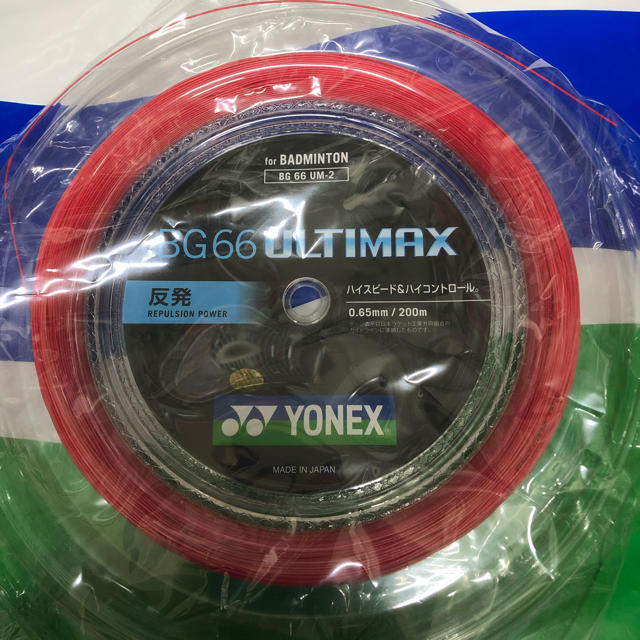 for BADMINTON
BG 66 UM-2
BG66 ULTIMAX
反発
REPULSION POWER
ハイスピード&ハイコントロール。
0.65mm / 200m
YONEX
MADE IN JAPAN